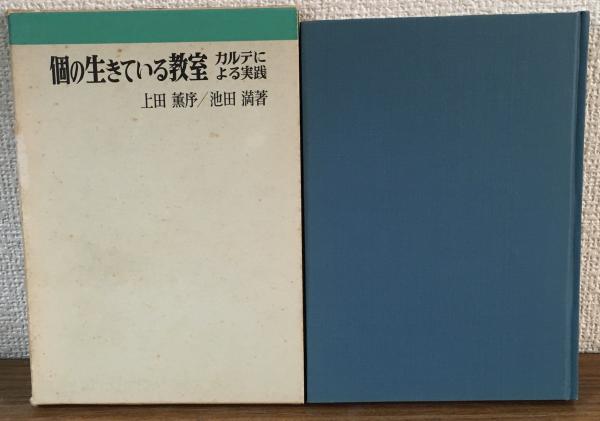 個の生きている教室 カルテに
よる実践
上田 薫序/池田 満著